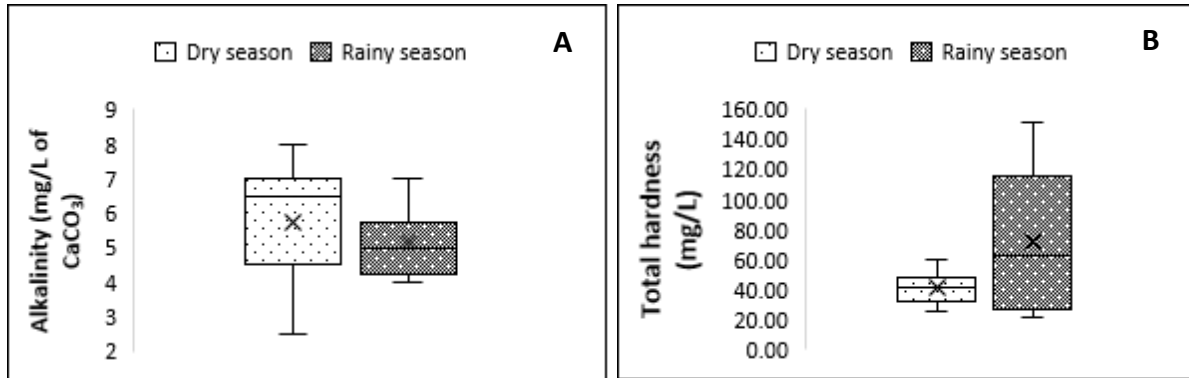 A
Dry season Rainy season
Alkalinity (mg/L of
CaCO₃)
9
8
7
6
5
4
3
2
B
Dry season Rainy season
Total hardness
(mg/L)
160.00
140.00
120.00
100.00
80.00
60.00
40.00
20.00
0.00